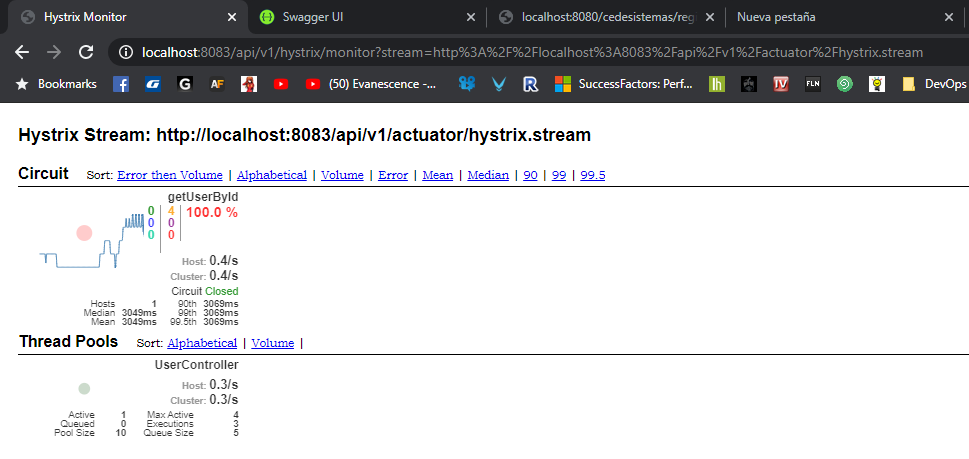 Hystrix Monitor
Swagger UI
localhost:8080/cedesistemas/regi
Nueva pestaña
localhost:8083/api/v1/hystrix/monitor?stream=http%3A%2F%2Flocalhost%3A8083%2Fapi%2Fv1%2Factuator%2Fhystrix.stream
Bookmarks
(50) Evanescence -...
SuccessFactors: Perf...
DevOps
Hystrix Stream: http://localhost:8083/api/v1/actuator/hystrix.stream
Circuit Sort: Error then Volume | Alphabetical | Volume | Error | Mean | Median | 90 | 99 | 99.5
getUserById
0 4 100.0 %
0 0
0 0
Host: 0.4/s
Cluster: 0.4/s
Circuit Closed
Hosts 1 90th 3069ms
Median 3049ms 99th 3069ms
Mean 3049ms 99.5th 3069ms
Thread Pools Sort: Alphabetical | Volume |
UserController
Host: 0.3/s
Cluster: 0.3/s
Active 1 Max Active 4
Queued 0 Executions 3
Pool Size 10 Queue Size 5